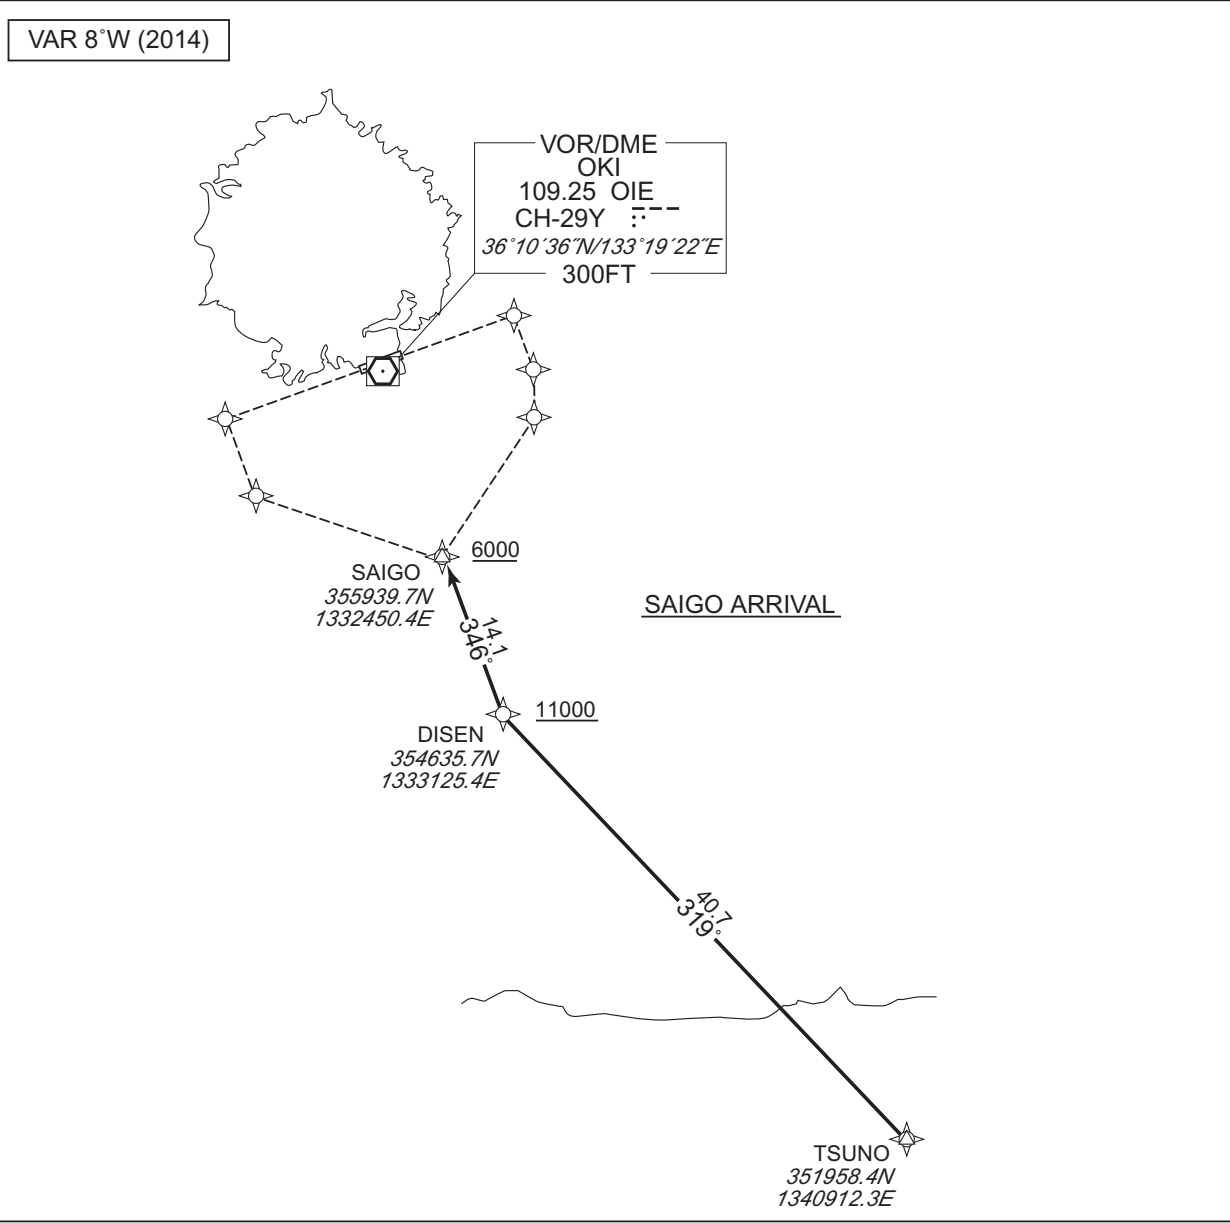 VAR 8˚W (2014)
VOR/DME
OKI
109.25 OIE
CH-29Y
36˚10´36˝N/133˚19´22˝E
300FT
6000
SAIGO
355939.7N
1332450.4E
SAIGO ARRIVAL
14.1
346˚
11000
DISEN
354635.7N
1333125.4E
40.7
319˚
TSUNO
351958.4N
1340912.3E